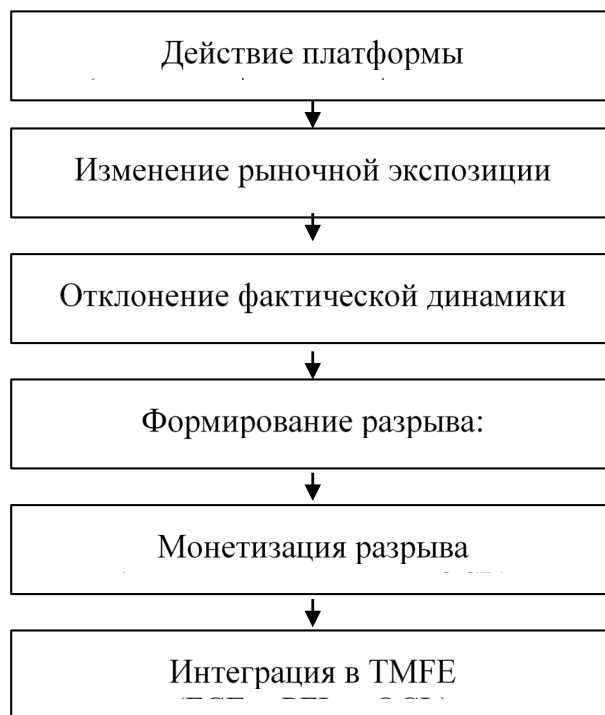 Действие платформы
Изменение рыночной экспозиции
Отклонение фактической динамики
Формирование разрыва:
Монетизация разрыва
Интеграция в TMFE